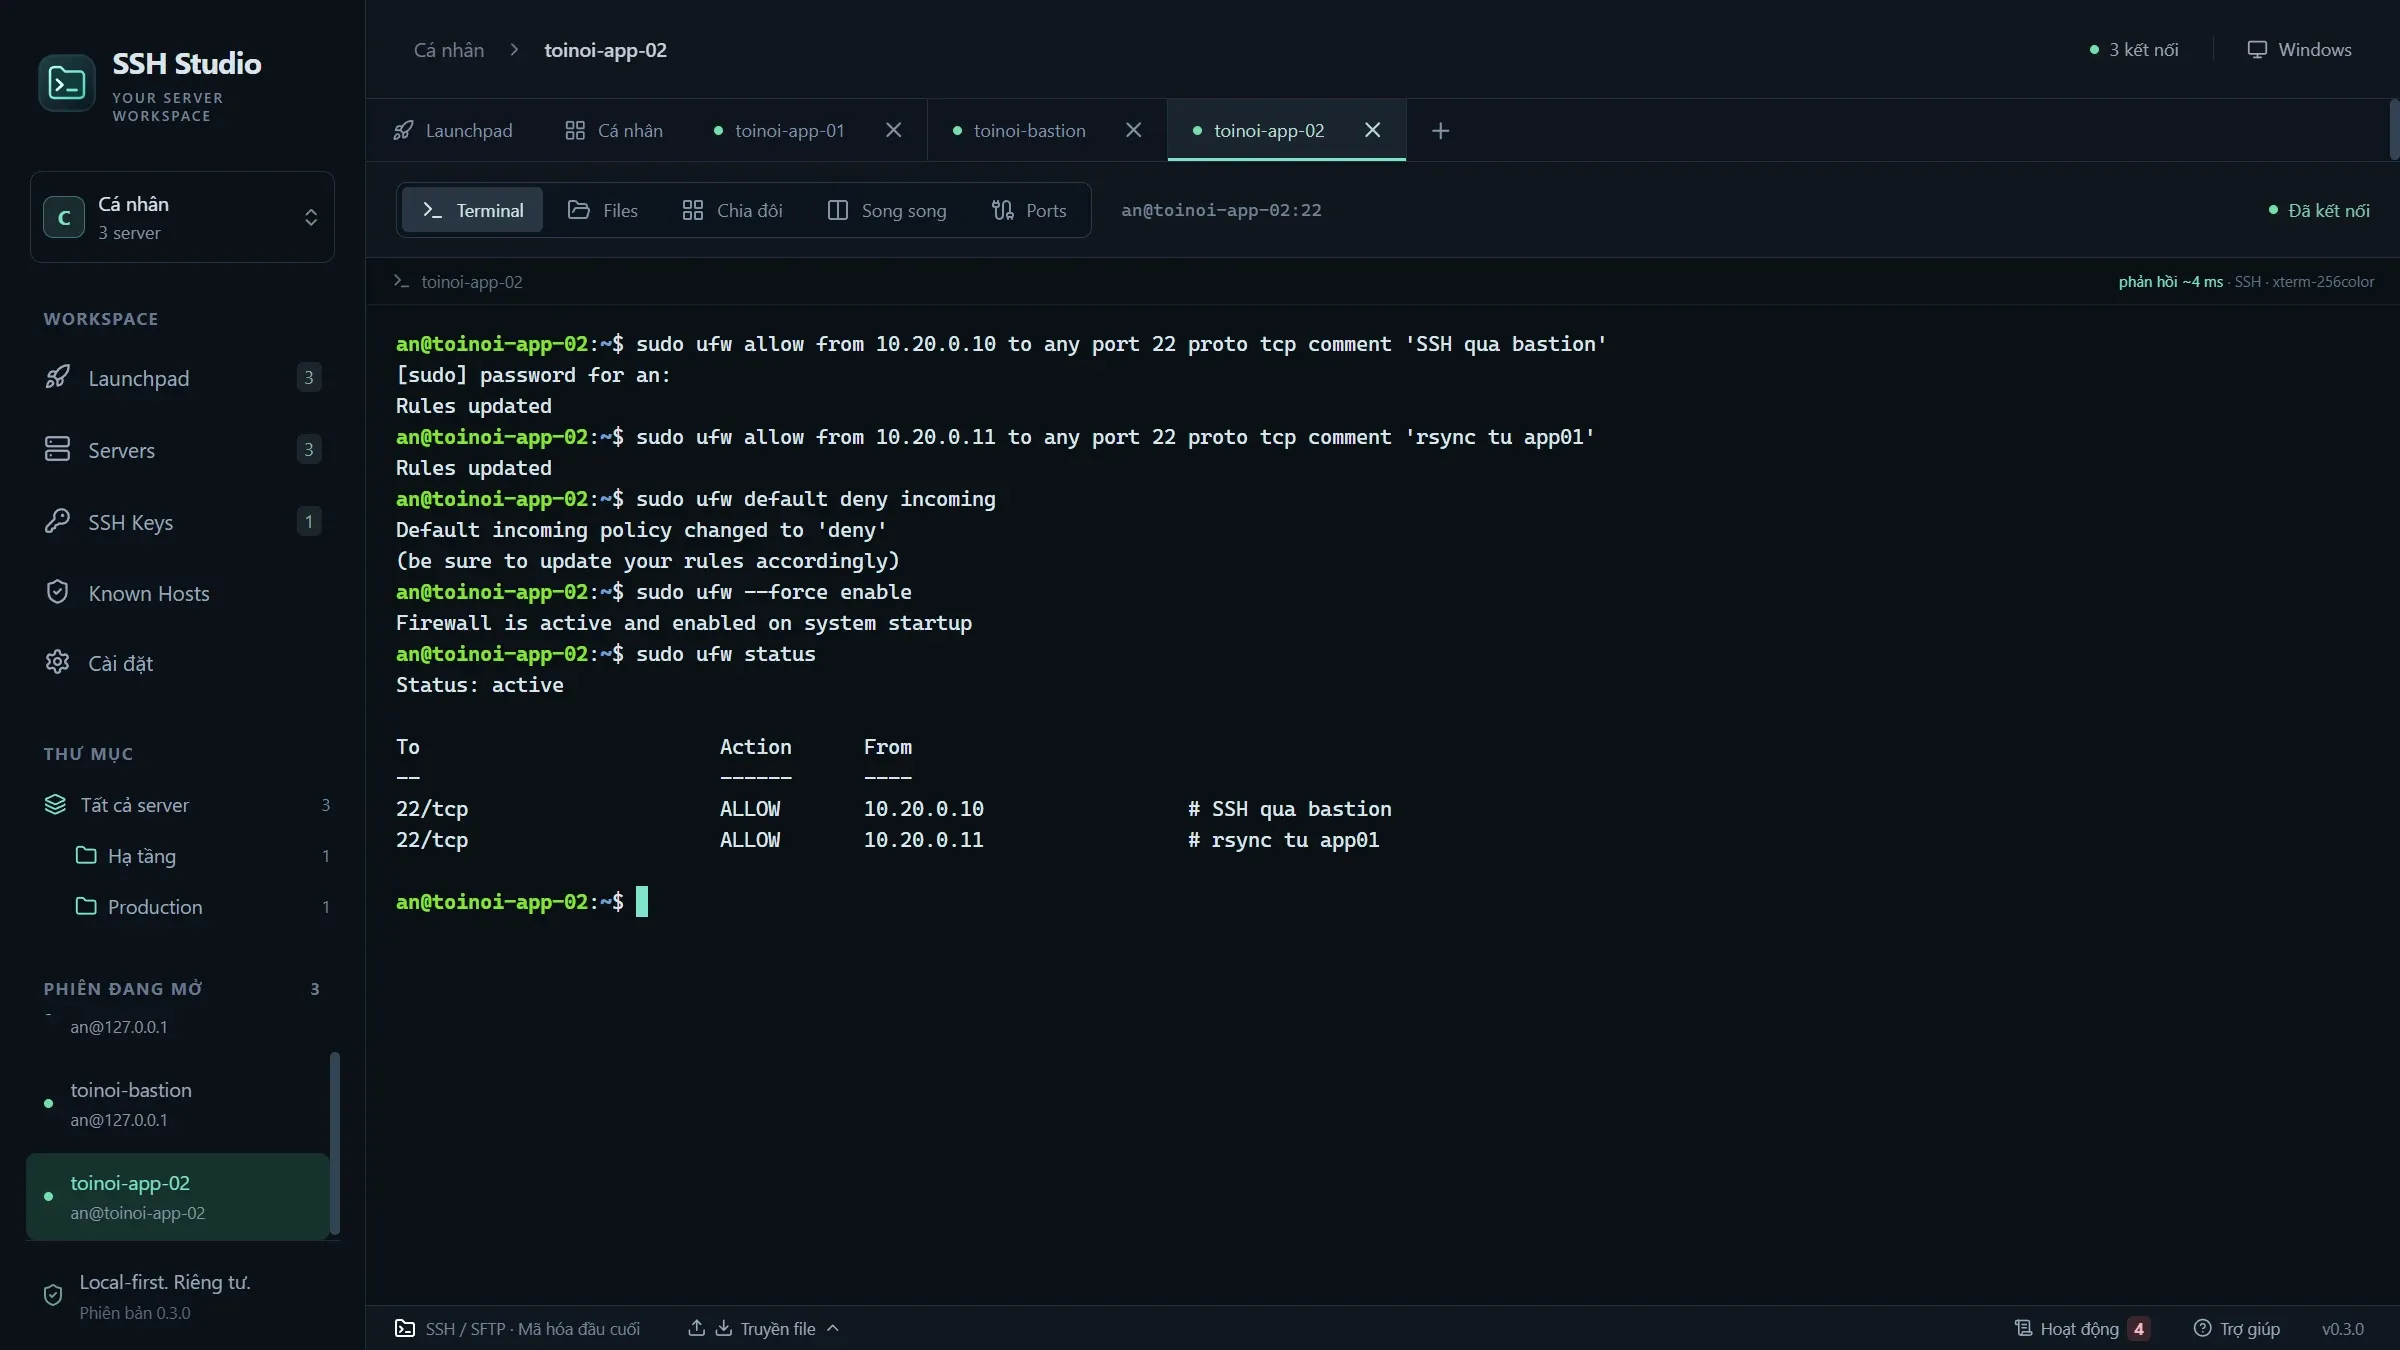 SSH Studio
YOUR SERVER
WORKSPACE
C
Cá nhân
3 server
WORKSPACE
Launchpad 3
Servers 3
SSH Keys 1
Known Hosts
Cài đặt
THƯ MỤC
Tất cả server 3
Hạ tầng 1
Production 1
PHIÊN ĐANG MỞ 3
an@127.0.0.1
toinoi-bastion
an@127.0.0.1
toinoi-app-02
an@toinoi-app-02
Local-first. Riêng tư.
Phiên bản 0.3.0
Cá nhân > toinoi-app-02
3 kết nối
Windows
Launchpad
Cá nhân
toinoi-app-01
toinoi-bastion
toinoi-app-02
Terminal
Files
Chia đôi
Song song
Ports
an@toinoi-app-02:22
Đã kết nối
toinoi-app-02
phản hồi ~4 ms · SSH · xterm-256color
an@toinoi-app-02:~$ sudo ufw allow from 10.20.0.10 to any port 22 proto tcp comment 'SSH qua bastion'
[sudo] password for an:
Rules updated
an@toinoi-app-02:~$ sudo ufw allow from 10.20.0.11 to any port 22 proto tcp comment 'rsync tu app01'
Rules updated
an@toinoi-app-02:~$ sudo ufw default deny incoming
Default incoming policy changed to 'deny'
(be sure to update your rules accordingly)
an@toinoi-app-02:~$ sudo ufw --force enable
Firewall is active and enabled on system startup
an@toinoi-app-02:~$ sudo ufw status
Status: active
To Action From
-- ------ ----
22/tcp ALLOW 10.20.0.10 # SSH qua bastion
22/tcp ALLOW 10.20.0.11 # rsync tu app01
an@toinoi-app-02:~$
SSH / SFTP · Mã hóa đầu cuối
Truyền file
Hoạt động 4
Trợ giúp
v0.3.0